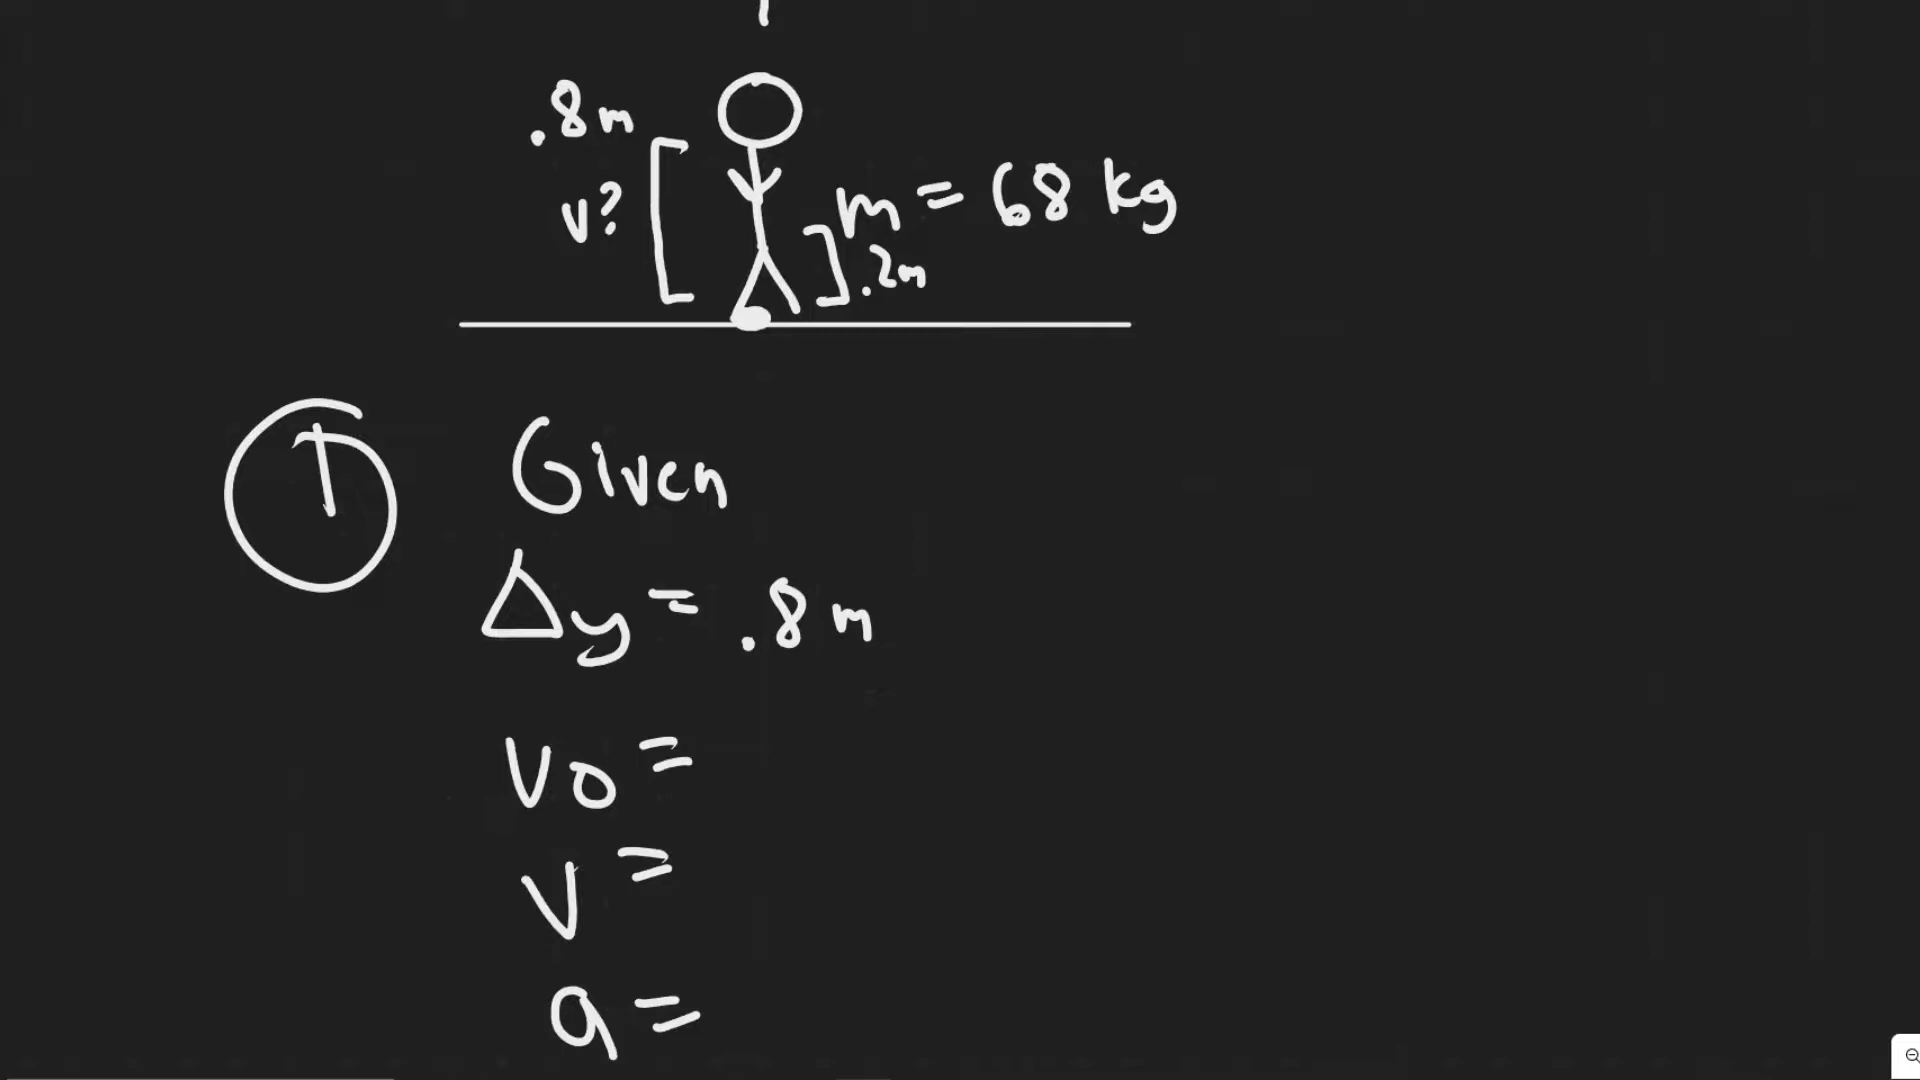 .8m
v?
m = 68 kg
.2m
1
Given
Δy = .8 m
vo =
v =
a =